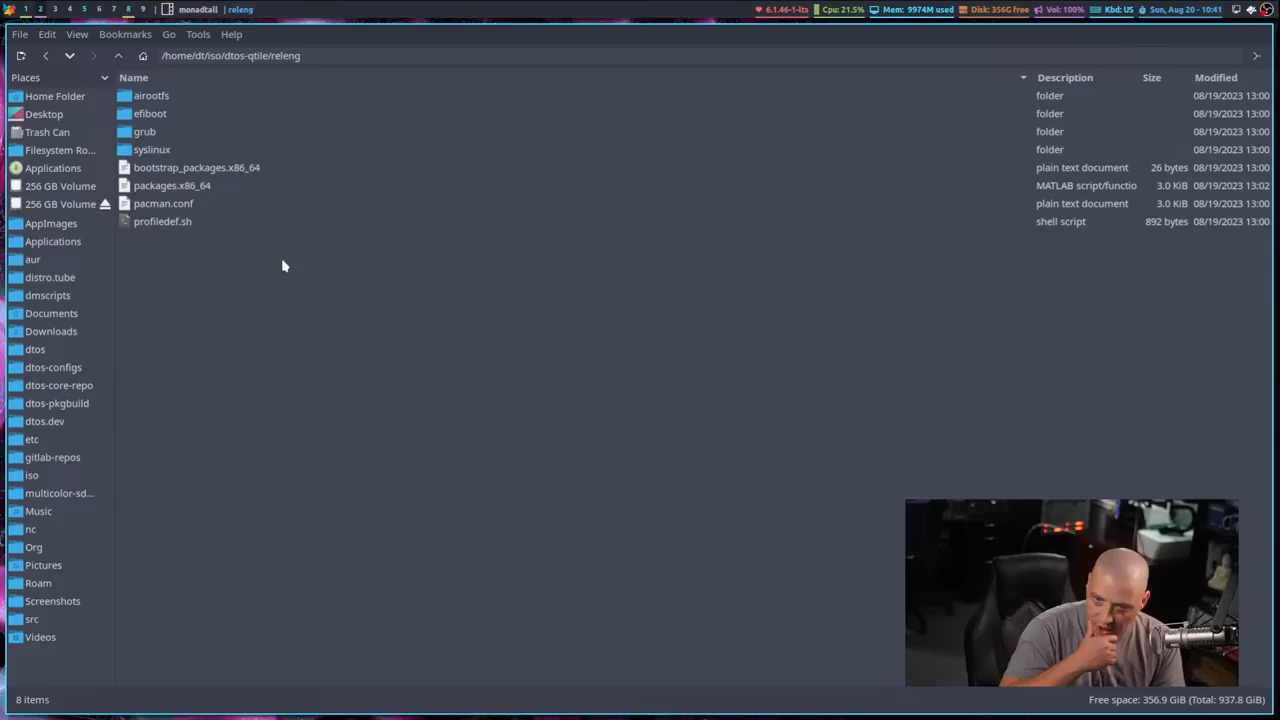 1 2 3 4 5 6 7 8 9 monadtall | releng 6.1.46-1-lts Cpu: 21.5% Mem: 9974M used Disk: 356G free Vol: 100% Kbd: US Sun, Aug 20 - 10:41
File Edit View Bookmarks Go Tools Help
/home/dt/iso/dtos-qtile/releng
Places Name Description Size Modified
Home Folder airootfs folder 08/19/2023 13:00
Desktop efiboot folder 08/19/2023 13:00
Trash Can grub folder 08/19/2023 13:00
Filesystem Ro... syslinux folder 08/19/2023 13:00
Applications bootstrap_packages.x86_64 plain text document 26 bytes 08/19/2023 13:00
256 GB Volume packages.x86_64 MATLAB script/functio 3.0 KiB 08/19/2023 13:02
256 GB Volume pacman.conf plain text document 3.0 KiB 08/19/2023 13:00
AppImages profiledef.sh shell script 892 bytes 08/19/2023 13:00
Applications
aur
distro.tube
dmscripts
Documents
Downloads
dtos
dtos-configs
dtos-core-repo
dtos-pkgbuild
dtos.dev
etc
gitlab-repos
iso
multicolor-sd...
Music
nc
Org
Pictures
Roam
Screenshots
src
Videos
8 items Free space: 356.9 GiB (Total: 937.8 GiB)